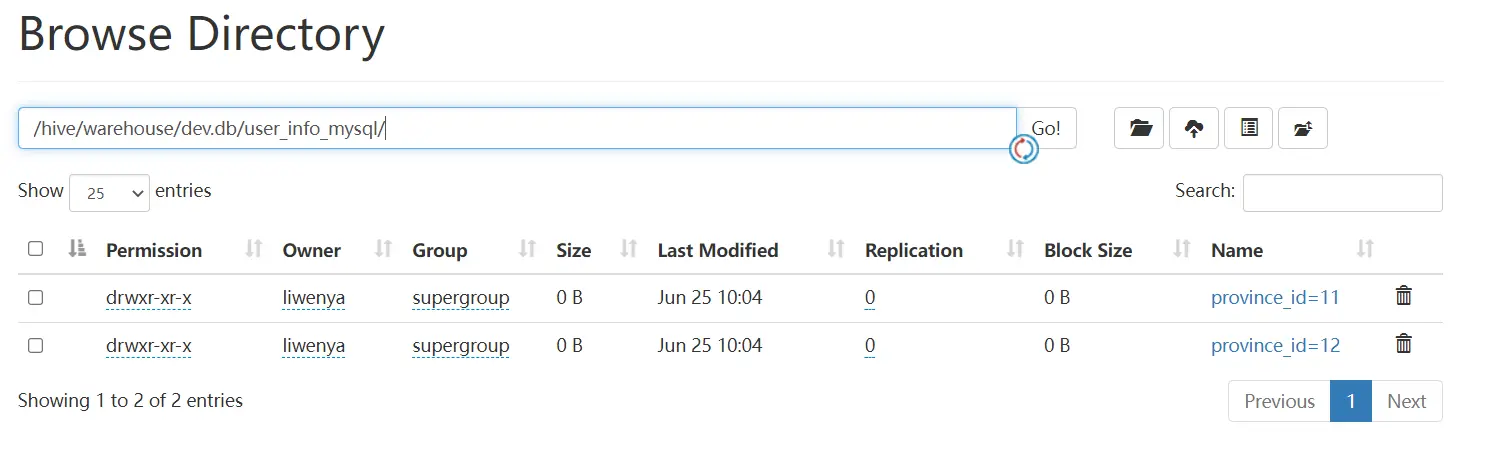 Browse Directory
/hive/warehouse/dev.db/user_info_mysql/ Go!
Show 25 entries Search:
Permission Owner Group Size Last Modified Replication Block Size Name
drwxr-xr-x liwenya supergroup 0 B Jun 25 10:04 0 0 B province_id=11
drwxr-xr-x liwenya supergroup 0 B Jun 25 10:04 0 0 B province_id=12
Showing 1 to 2 of 2 entries Previous 1 Next